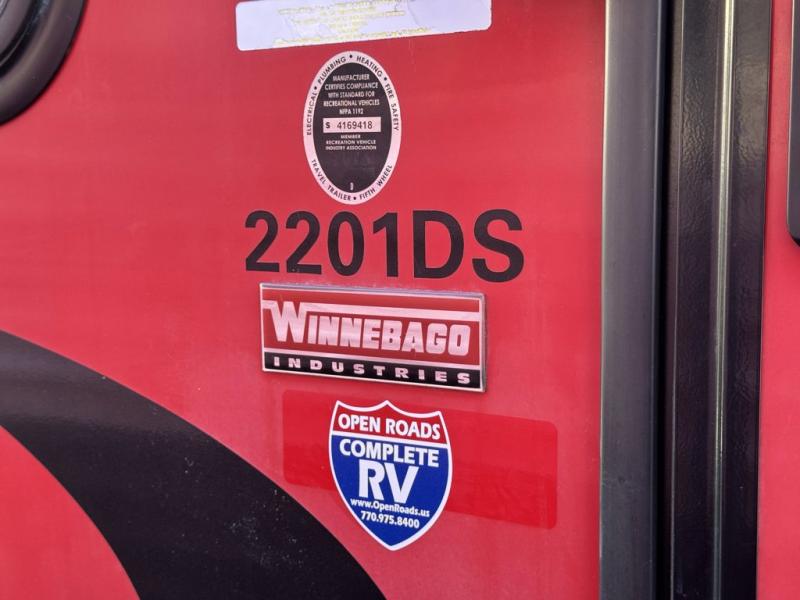 ELECTRICAL • PLUMBING • HEATING • FIRE SAFETY
MANUFACTURER
CERTIFIES COMPLIANCE
WITH STANDARD FOR
RECREATIONAL VEHICLES
NFPA 1192
S 4169418
MEMBER
RECREATION VEHICLE
INDUSTRY ASSOCIATION
TRAVEL TRAILER • FIFTH WHEEL
2201DS
WINNEBAGO
INDUSTRIES
OPEN ROADS
COMPLETE
RV
www.OpenRoads.us
770.975.8400